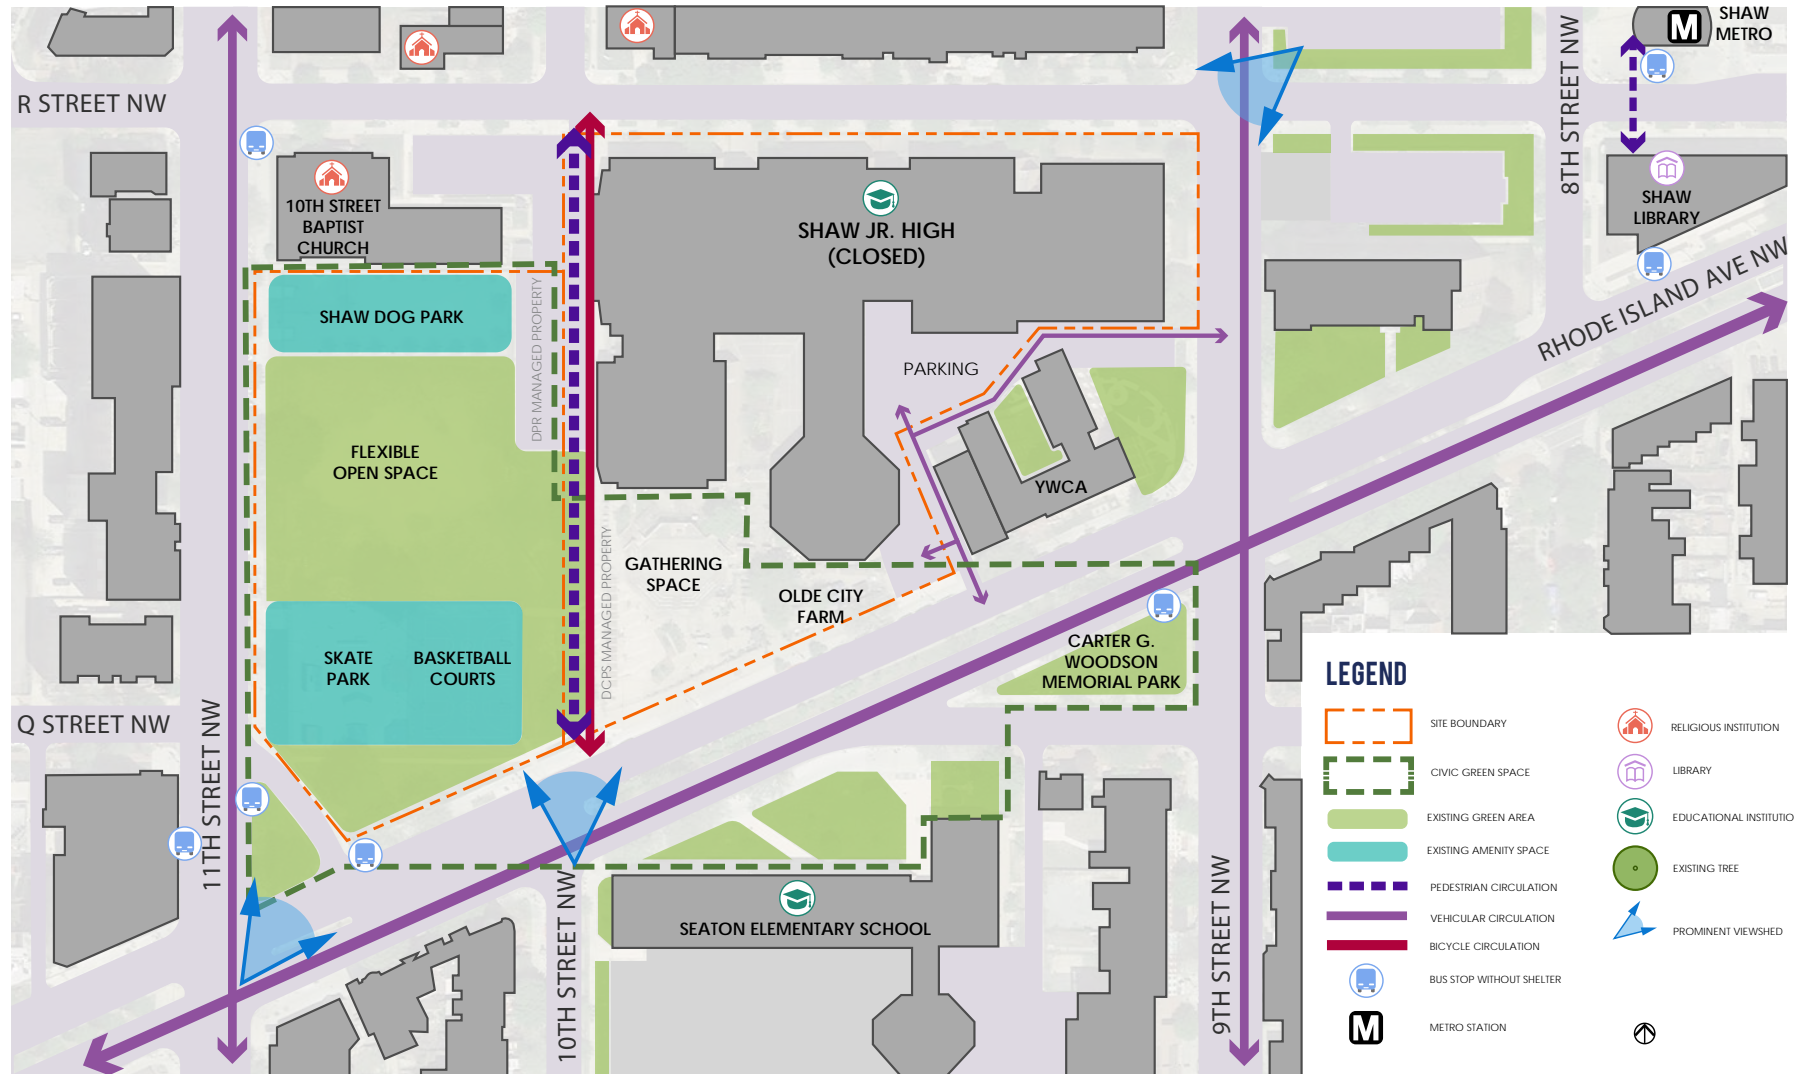 SHAW
METRO
M
R STREET NW
8TH STREET NW
10TH STREET
BAPTIST
CHURCH
SHAW JR. HIGH
(CLOSED)
SHAW
LIBRARY
RHODE ISLAND AVE NW
SHAW DOG PARK
DPR MANAGED PROPERTY
PARKING
FLEXIBLE
OPEN SPACE
YWCA
GATHERING
SPACE
DCPS MANAGED PROPERTY
OLDE CITY
FARM
SKATE
PARK
BASKETBALL
COURTS
CARTER G.
WOODSON
MEMORIAL PARK
Q STREET NW
11TH STREET NW
10TH STREET NW
9TH STREET NW
SEATON ELEMENTARY SCHOOL
LEGEND
SITE BOUNDARY
CIVIC GREEN SPACE
EXISTING GREEN AREA
EXISTING AMENITY SPACE
PEDESTRIAN CIRCULATION
VEHICULAR CIRCULATION
BICYCLE CIRCULATION
BUS STOP WITHOUT SHELTER
M
METRO STATION
RELIGIOUS INSTITUTION
LIBRARY
EDUCATIONAL INSTITUTIO
EXISTING TREE
PROMINENT VIEWSHED